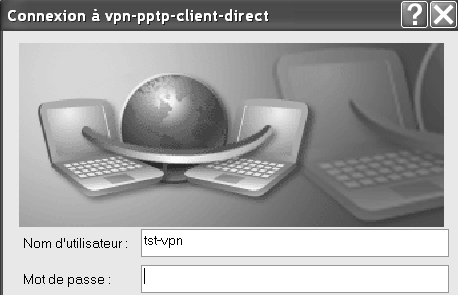 Connexion à vpn-pptp-client-direct
Nom d'utilisateur : tst-vpn
Mot de passe :